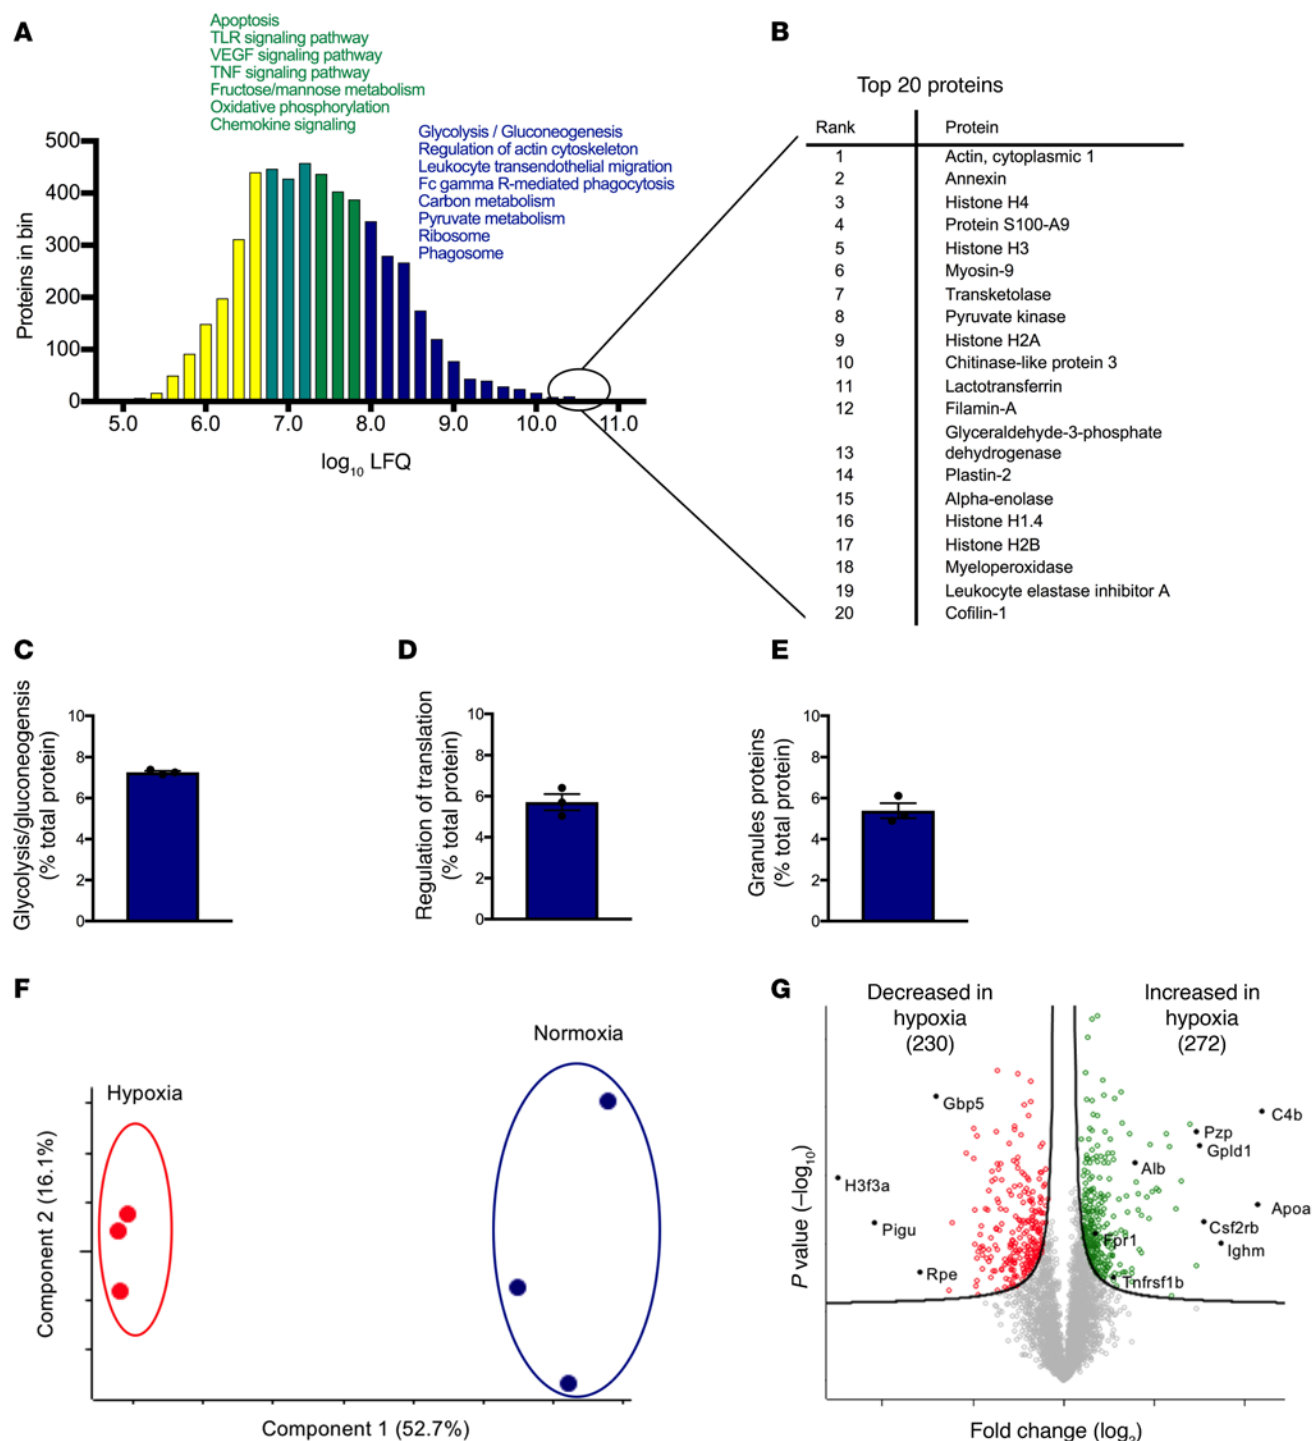 A
Apoptosis
TLR signaling pathway
VEGF signaling pathway
TNF signaling pathway
Fructose/mannose metabolism
Oxidative phosphorylation
Chemokine signaling
Glycolysis / Gluconeogenesis
Regulation of actin cytoskeleton
Leukocyte transendothelial migration
Fc gamma R-mediated phagocytosis
Carbon metabolism
Pyruvate metabolism
Ribosome
Phagosome
Proteins in bin
500
400
300
200
100
0
5.0 6.0 7.0 8.0 9.0 10.0 11.0
log10 LFQ
B
Top 20 proteins
Rank Protein
1 Actin, cytoplasmic 1
2 Annexin
3 Histone H4
4 Protein S100-A9
5 Histone H3
6 Myosin-9
7 Transketolase
8 Pyruvate kinase
9 Histone H2A
10 Chitinase-like protein 3
11 Lactotransferrin
12 Filamin-A
Glyceraldehyde-3-phosphate
13 dehydrogenase
14 Plastin-2
15 Alpha-enolase
16 Histone H1.4
17 Histone H2B
18 Myeloperoxidase
19 Leukocyte elastase inhibitor A
20 Cofilin-1
C
Glycolysis/gluconeogensis
(% total protein)
10
8
6
4
2
0
D
Regulation of translation
(% total protein)
10
8
6
4
2
0
E
Granules proteins
(% total protein)
10
8
6
4
2
0
F
Hypoxia
Normoxia
Component 2 (16.1%)
Component 1 (52.7%)
G
Decreased in
hypoxia
(230)
Increased in
hypoxia
(272)
Gbp5
C4b
Pzp
Gpld1
Alb
H3f3a
Apoa
Pigu
Csf2rb
Fpr1
Ighm
Rpe
Tnfrsf1b
P value (–log10)
Fold change (log2)